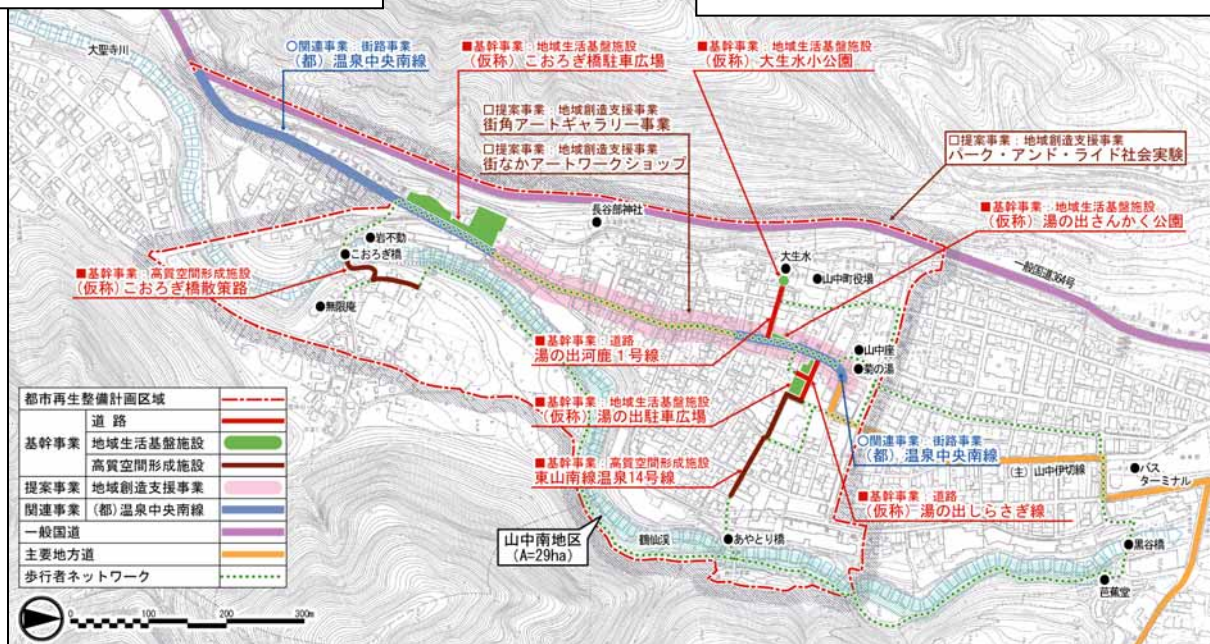 大聖寺川
○関連事業：街路事業
（都）温泉中央南線
■基幹事業：地域生活基盤施設
（仮称）こおろぎ橋駐車広場
■基幹事業：地域生活基盤施設
（仮称）大生水小公園
□提案事業：地域創造支援事業
街角アートギャラリー事業
□提案事業：地域創造支援事業
街なかアートワークショップ
□提案事業：地域創造支援事業
パーク・アンド・ライド社会実験
■基幹事業：地域生活基盤施設
（仮称）湯の出さんかく公園
長谷部神社
岩不動
こおろぎ橋
大生水
山中町役場
一般国道364号
■基幹事業：高質空間形成施設
（仮称）こおろぎ橋散策路
無限庵
■基幹事業：道路
湯の出河鹿１号線
山中座
菊の湯
■基幹事業：地域生活基盤施設
（仮称）湯の出駐車広場
○関連事業：街路事業
（都）温泉中央南線
（主）山中伊切線
バス
ターミナル
■基幹事業：高質空間形成施設
東山南線温泉14号線
■基幹事業：道路
（仮称）湯の出しらさぎ線
山中南地区
（A=29ha）
鶴仙渓
あやとり橋
黒谷橋
芭蕉堂
都市再生整備計画区域
基幹事業
道 路
地域生活基盤施設
高質空間形成施設
提案事業 地域創造支援事業
関連事業 （都）温泉中央南線
一般国道
主要地方道
歩行者ネットワーク
0 100 200 300m